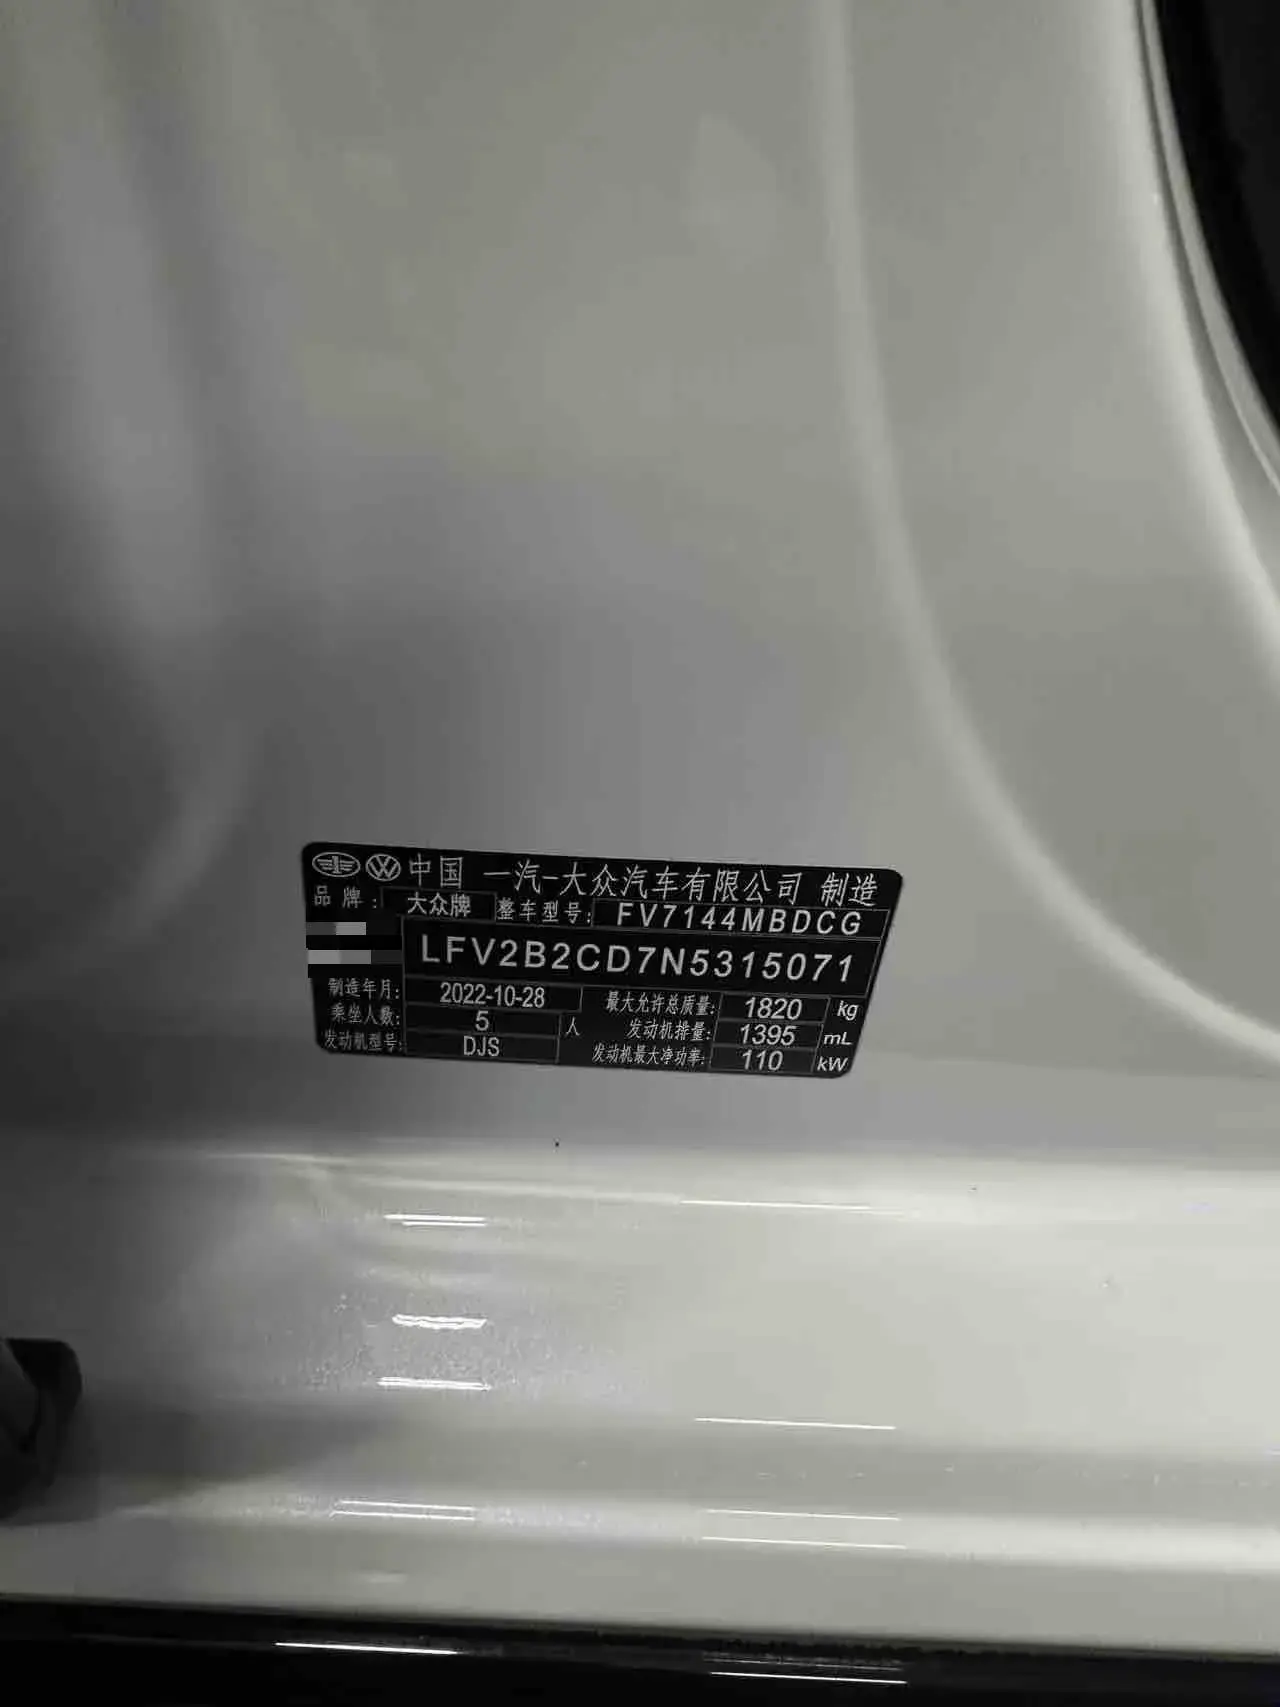 中国 一汽-大众汽车有限公司 制造
品牌: 大众牌 整车型号: FV7144MBDCG
LFV2B2CD7N5315071
制造年月: 2022-10-28 最大允许总质量: 1820 kg
乘坐人数: 5 人 发动机排量: 1395 mL
发动机型号: DJS 发动机最大净功率: 110 kW